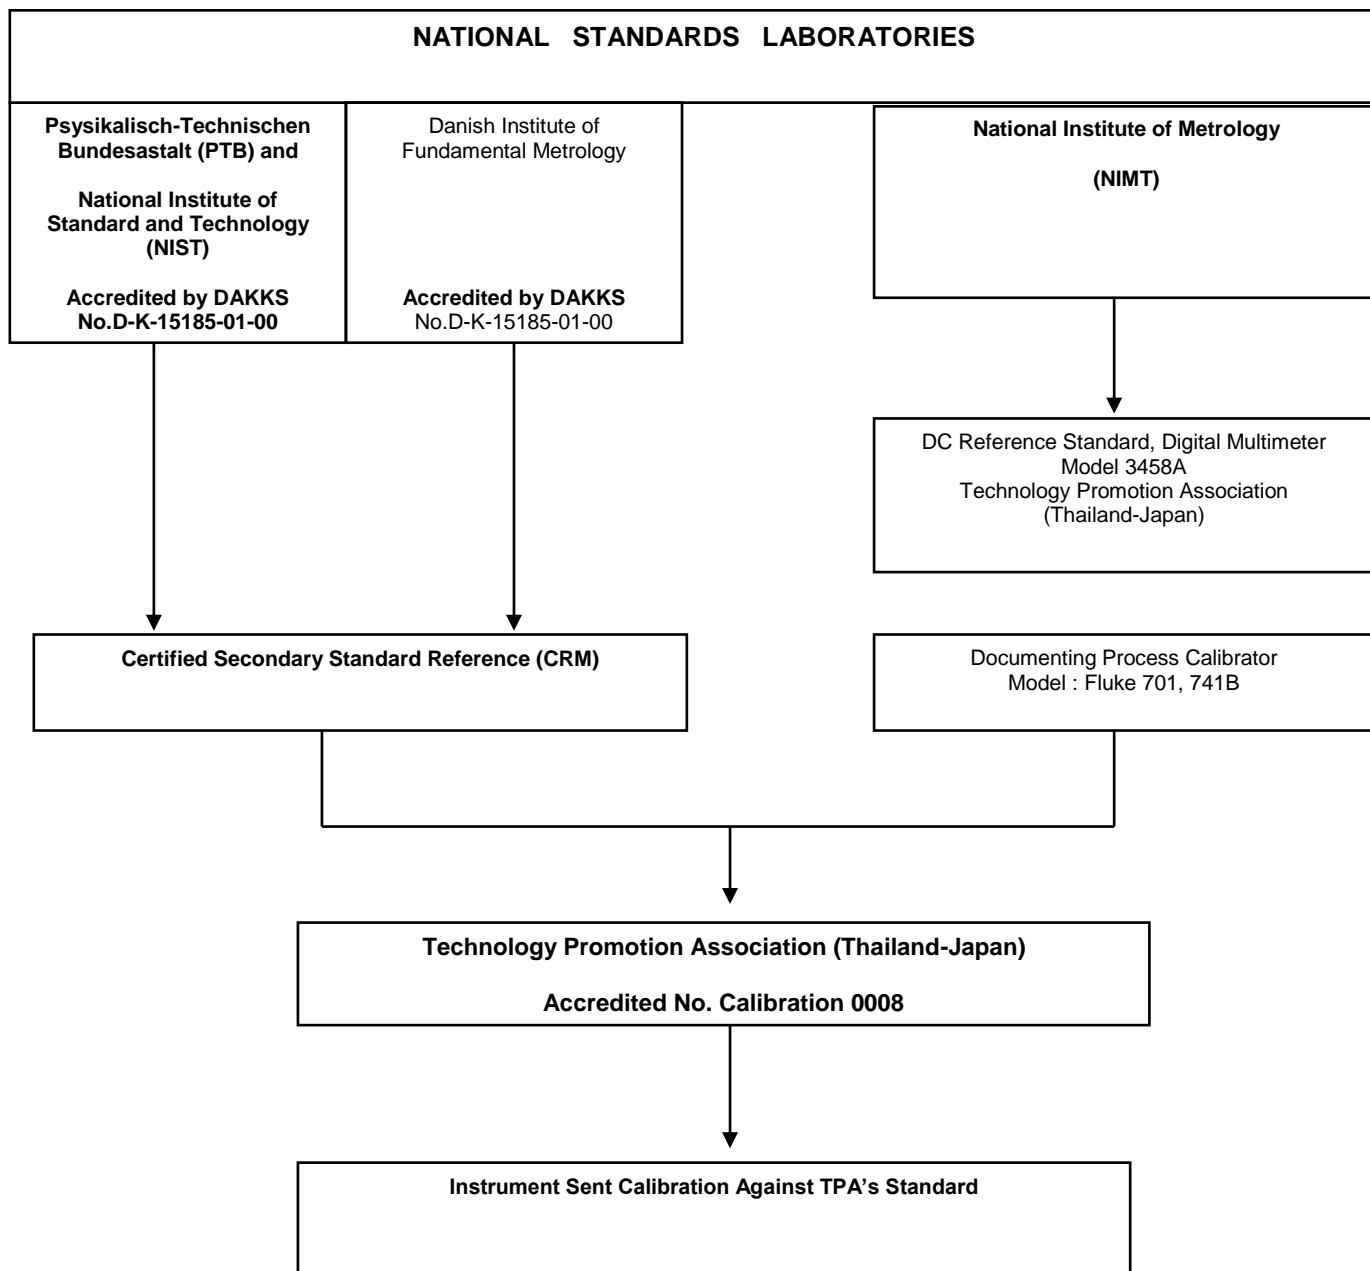 NATIONAL STANDARDS LABORATORIES
Psysikalisch-Technischen
Bundesastalt (PTB) and
National Institute of
Standard and Technology
(NIST)
Accredited by DAKKS
No.D-K-15185-01-00
Danish Institute of
Fundamental Metrology
Accredited by DAKKS
No.D-K-15185-01-00
National Institute of Metrology
(NIMT)
DC Reference Standard, Digital Multimeter
Model 3458A
Technology Promotion Association
(Thailand-Japan)
Certified Secondary Standard Reference (CRM)
Documenting Process Calibrator
Model : Fluke 701, 741B
Technology Promotion Association (Thailand-Japan)
Accredited No. Calibration 0008
Instrument Sent Calibration Against TPA’s Standard